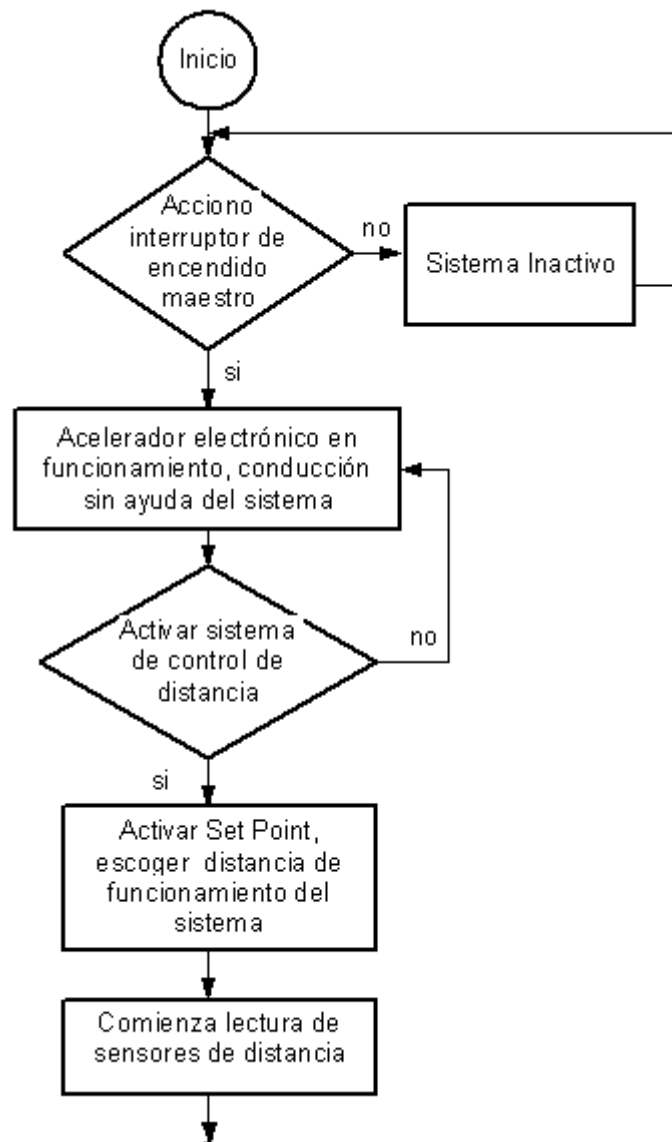 Inicio
Acciono
interruptor de
encendido
maestro
no
Sistema Inactivo
si
Acelerador electrónico en
funcionamiento, conducción
sin ayuda del sistema
Activar sistema
de control de
distancia
no
si
Activar Set Point,
escoger distancia de
funcionamiento del
sistema
Comienza lectura de
sensores de distancia